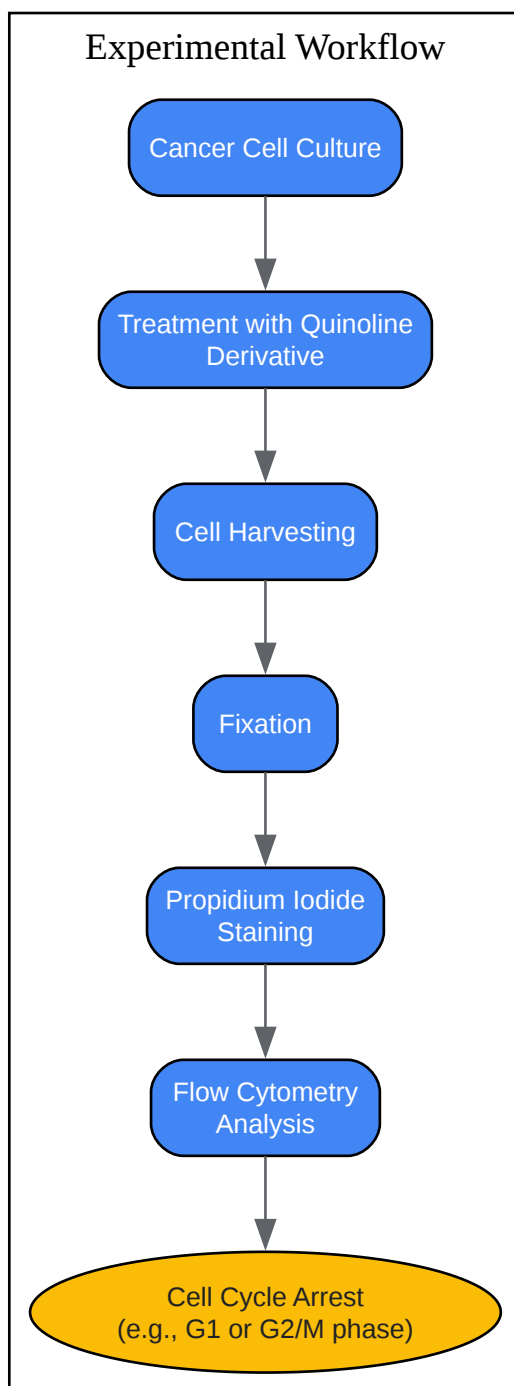 Experimental Workflow
Cancer Cell Culture
Treatment with Quinoline
Derivative
Cell Harvesting
Fixation
Propidium Iodide
Staining
Flow Cytometry
Analysis
Cell Cycle Arrest
(e.g., G1 or G2/M phase)